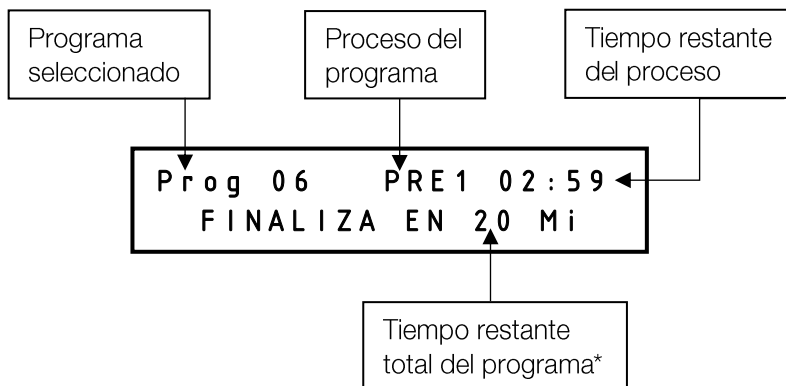 Programa
seleccionado
Proceso del
programa
Tiempo restante
del proceso
Prog 06 PRE1 02:59
FINALIZA EN 20 Mi
Tiempo restante
total del programa*